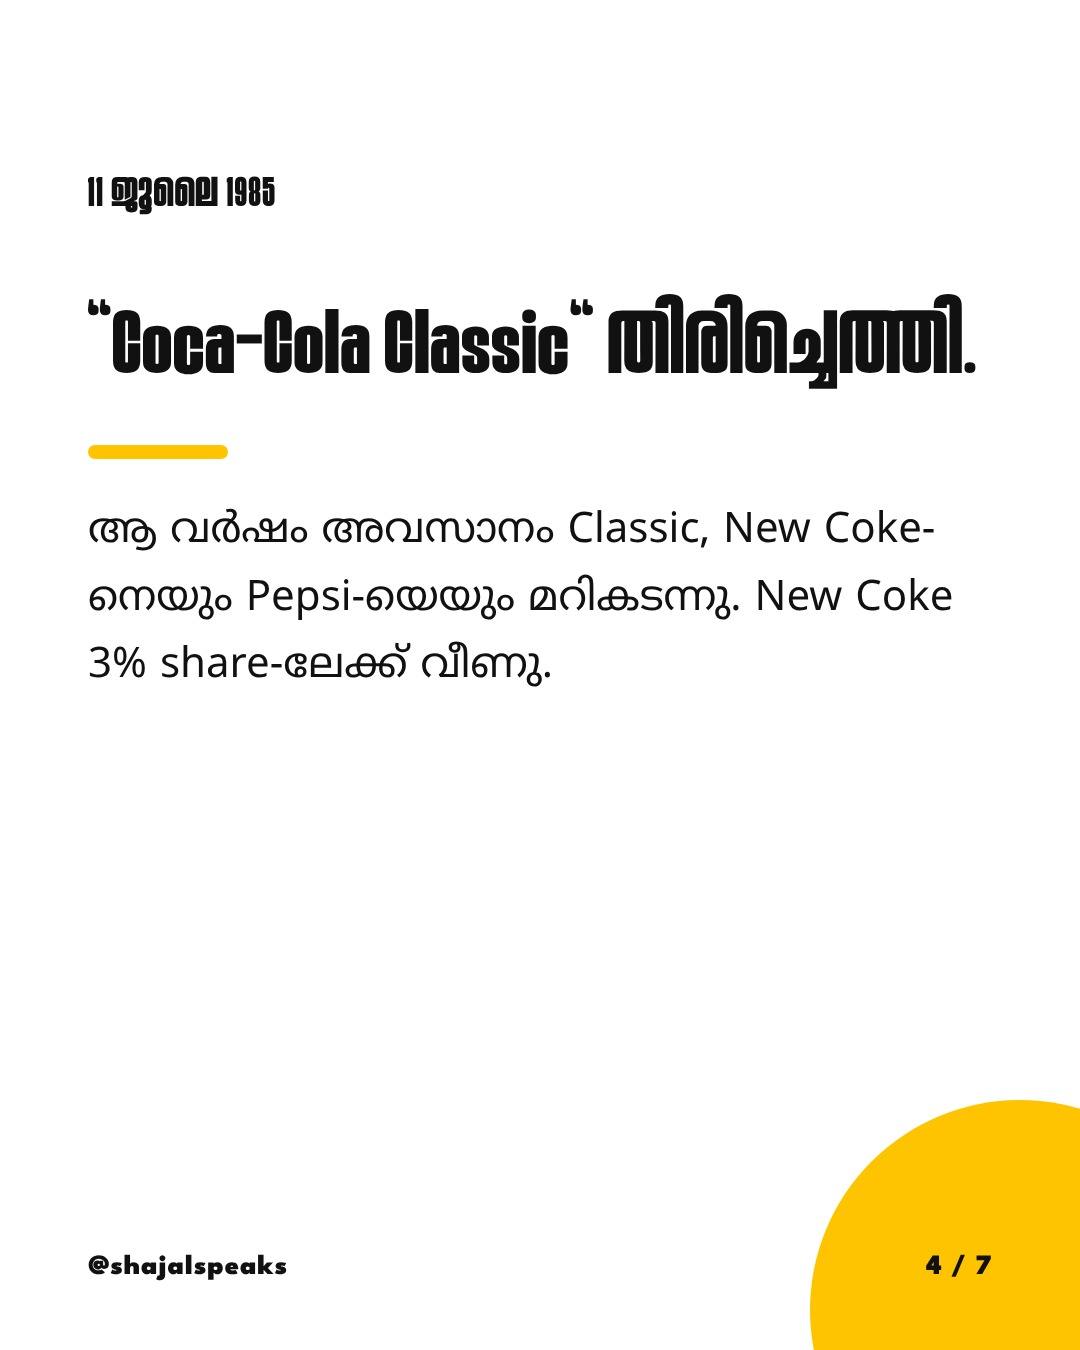 11 ജൂലൈ 1985
“Coca-Cola Classic“ തിരിച്ചെത്തി.
ആ വർഷം അവസാനം Classic, New Coke-
നെയും Pepsi-യെയും മറികടന്നു. New Coke
3% share-ലേക്ക് വീണു.
@shajalspeaks
4 / 7